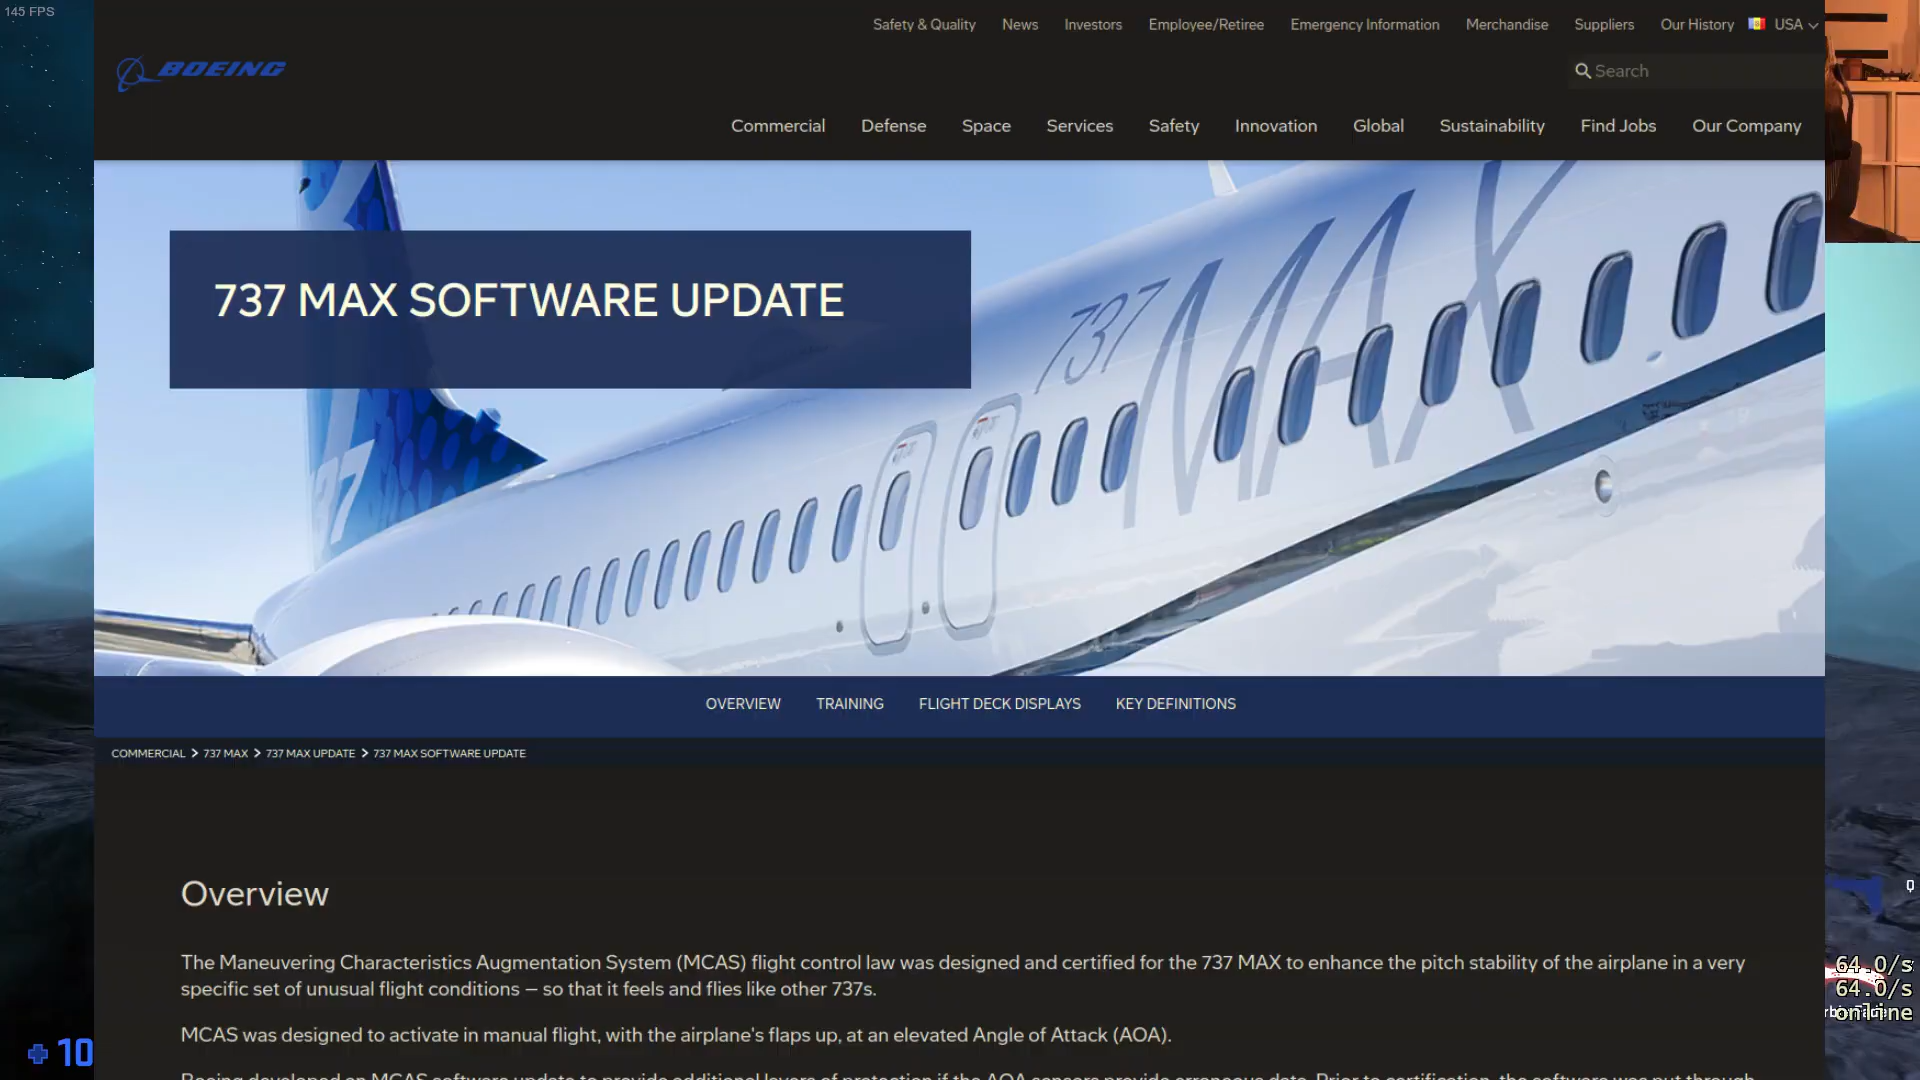 145 FPS
Safety & Quality News Investors Employee/Retiree Emergency Information Merchandise Suppliers Our History USA
BOEING
Search
Commercial Defense Space Services Safety Innovation Global Sustainability Find Jobs Our Company
737 MAX SOFTWARE UPDATE
737 MAX
737
OVERVIEW TRAINING FLIGHT DECK DISPLAYS KEY DEFINITIONS
COMMERCIAL > 737 MAX > 737 MAX UPDATE > 737 MAX SOFTWARE UPDATE
Overview
The Maneuvering Characteristics Augmentation System (MCAS) flight control law was designed and certified for the 737 MAX to enhance the pitch stability of the airplane in a very
specific set of unusual flight conditions — so that it feels and flies like other 737s.
MCAS was designed to activate in manual flight, with the airplane's flaps up, at an elevated Angle of Attack (AOA).
Boeing developed an MCAS software update to provide additional layers of protection if the AOA sensors provide erroneous data. Prior to certification, the software was put through
64.0/s
64.0/s
online
10